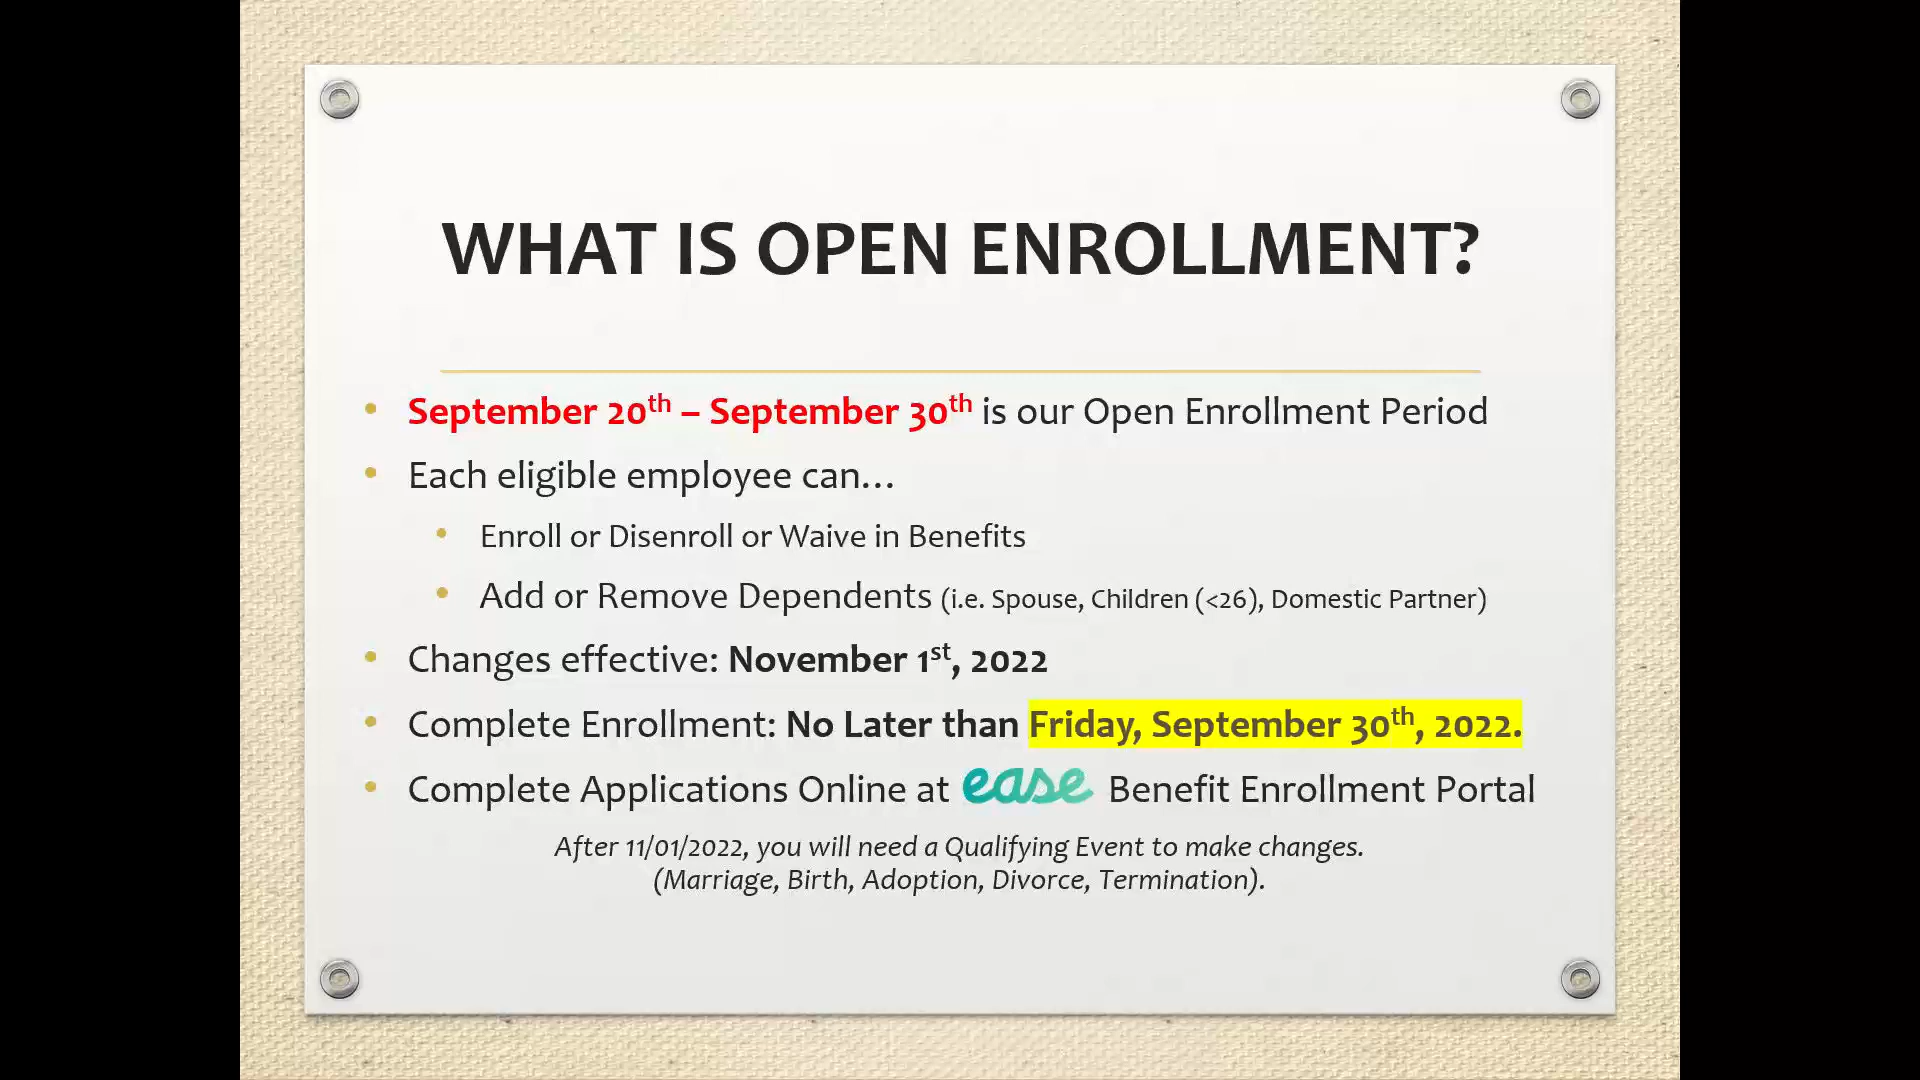 WHAT IS OPEN ENROLLMENT?
• September 20th – September 30th is our Open Enrollment Period
• Each eligible employee can…
• Enroll or Disenroll or Waive in Benefits
• Add or Remove Dependents (i.e. Spouse, Children (<26), Domestic Partner)
• Changes effective: November 1st, 2022
• Complete Enrollment: No Later than Friday, September 30th, 2022.
• Complete Applications Online at ease Benefit Enrollment Portal
After 11/01/2022, you will need a Qualifying Event to make changes.
(Marriage, Birth, Adoption, Divorce, Termination).